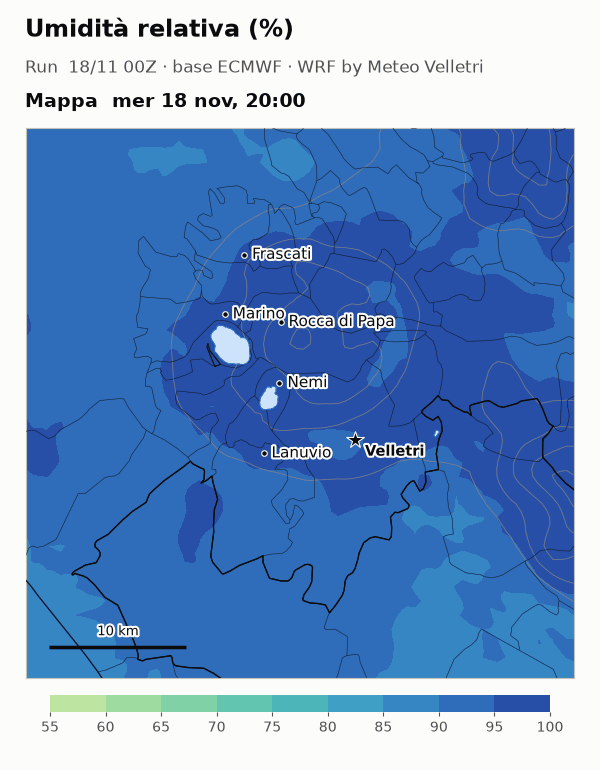 Umidità relativa (%)
Run  18/11 00Z · base ECMWF · WRF by Meteo Velletri
Mappa  mer 18 nov, 20:00
Frascati
Marino
Rocca di Papa
Nemi
Velletri
Lanuvio
10 km
55 60 65 70 75 80 85 90 95 100